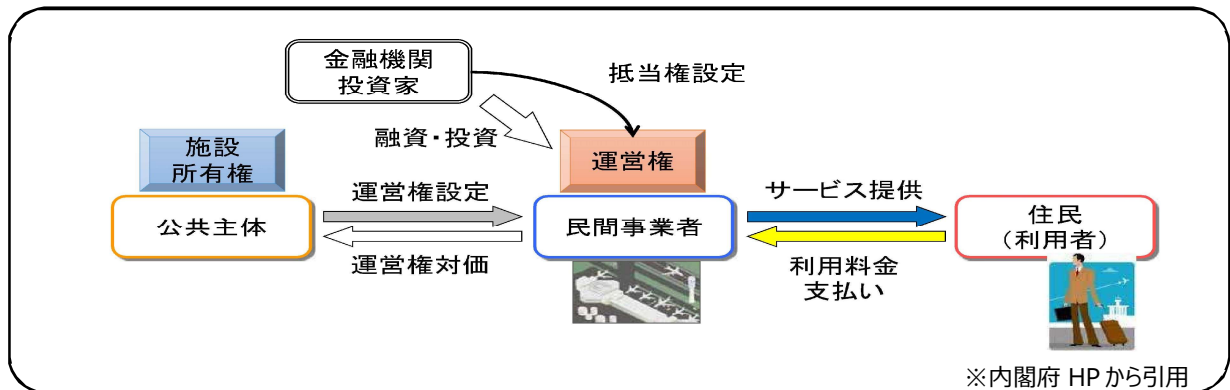 金融機関
投資家
抵当権設定
融資・投資
施設
所有権
運営権
運営権設定
サービス提供
公共主体
民間事業者
住民
（利用者）
運営権対価
利用料金
支払い
※内閣府 HP から引用